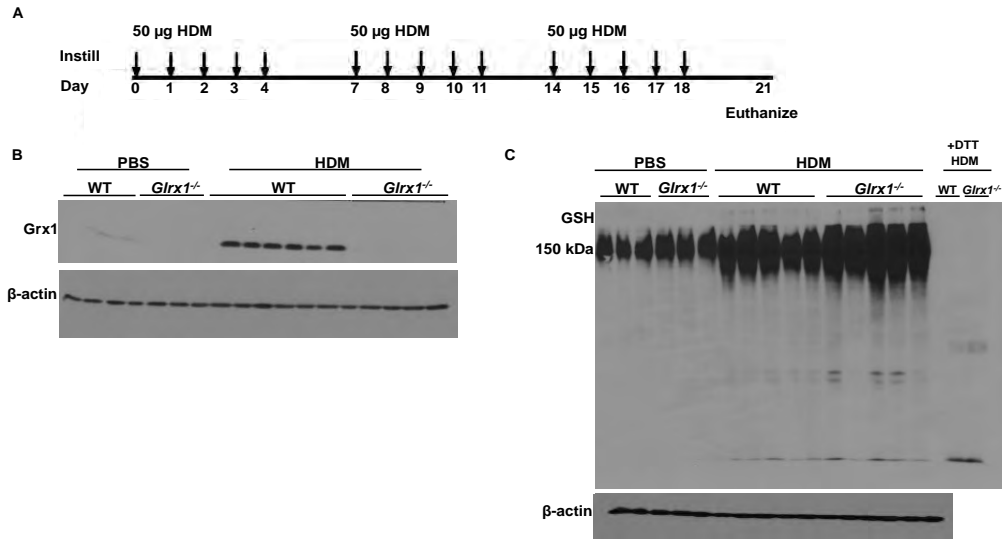 A
50 µg HDM 50 µg HDM 50 µg HDM
Instill
Day 0 1 2 3 4 7 8 9 10 11 14 15 16 17 18 21
Euthanize
B
PBS HDM
WT Glrx1-/- WT Glrx1-/-
Grx1
β-actin
C
PBS HDM +DTT HDM
WT Glrx1-/- WT Glrx1-/- WT Glrx1-/-
GSH
150 kDa
β-actin